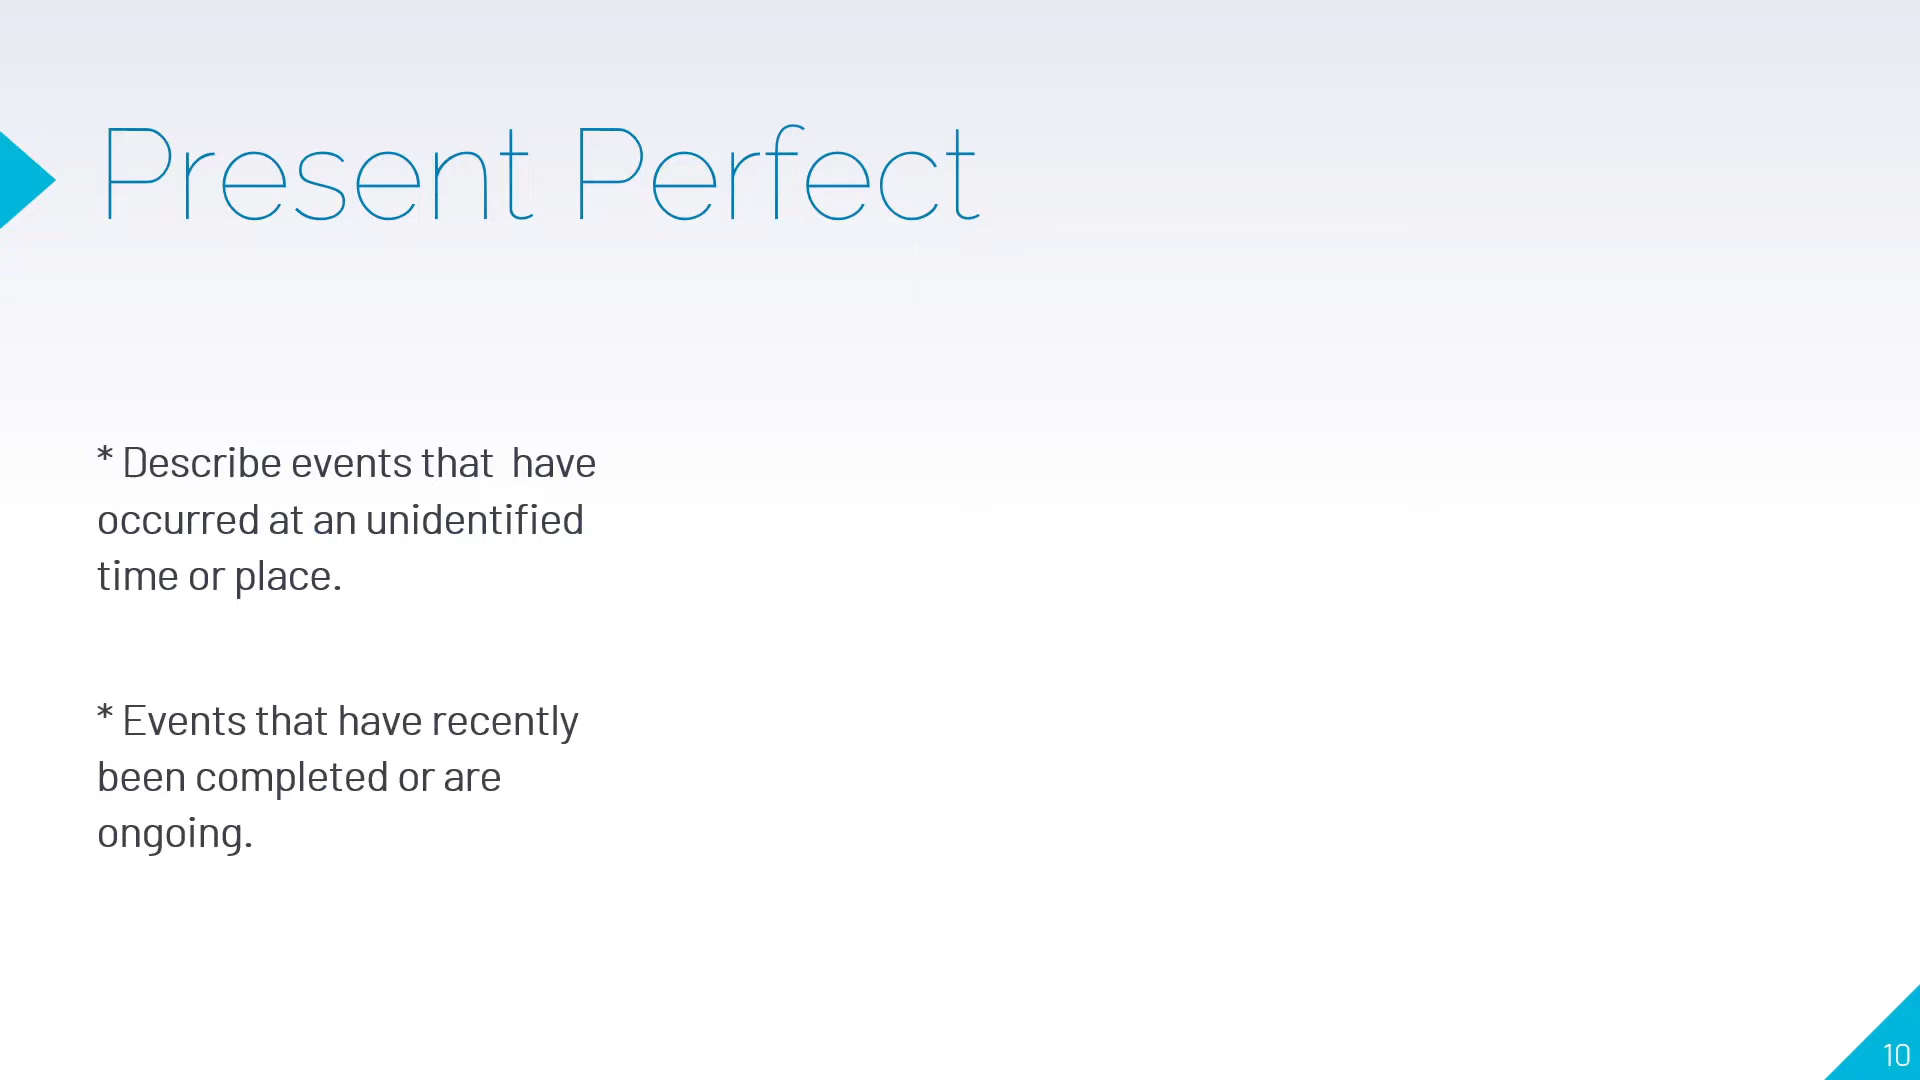 Present Perfect
* Describe events that  have
occurred at an unidentified
time or place.
* Events that have recently
been completed or are
ongoing.
10